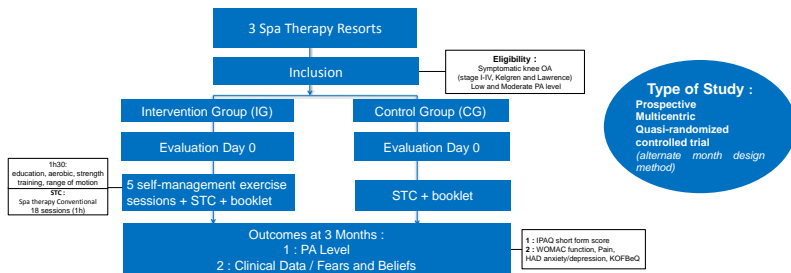 3 Spa Therapy Resorts
Inclusion
Eligibility :
Symptomatic knee OA
(stage I-IV, Kelgren and Lawrence)
Low and Moderate PA level
Type of Study :
Prospective
Multicentric
Quasi-randomized
controlled trial
(alternate month design
method)
Intervention Group (IG)
Control Group (CG)
Evaluation Day 0
Evaluation Day 0
1h30:
education, aerobic, strength
training, range of motion
STC :
Spa therapy Conventional
18 sessions (1h)
5 self-management exercise
sessions + STC + booklet
STC + booklet
Outcomes at 3 Months :
1 : PA Level
2 : Clinical Data / Fears and Beliefs
1 : IPAQ short form score
2 : WOMAC function, Pain,
HAD anxiety/depression, KOFBeQ